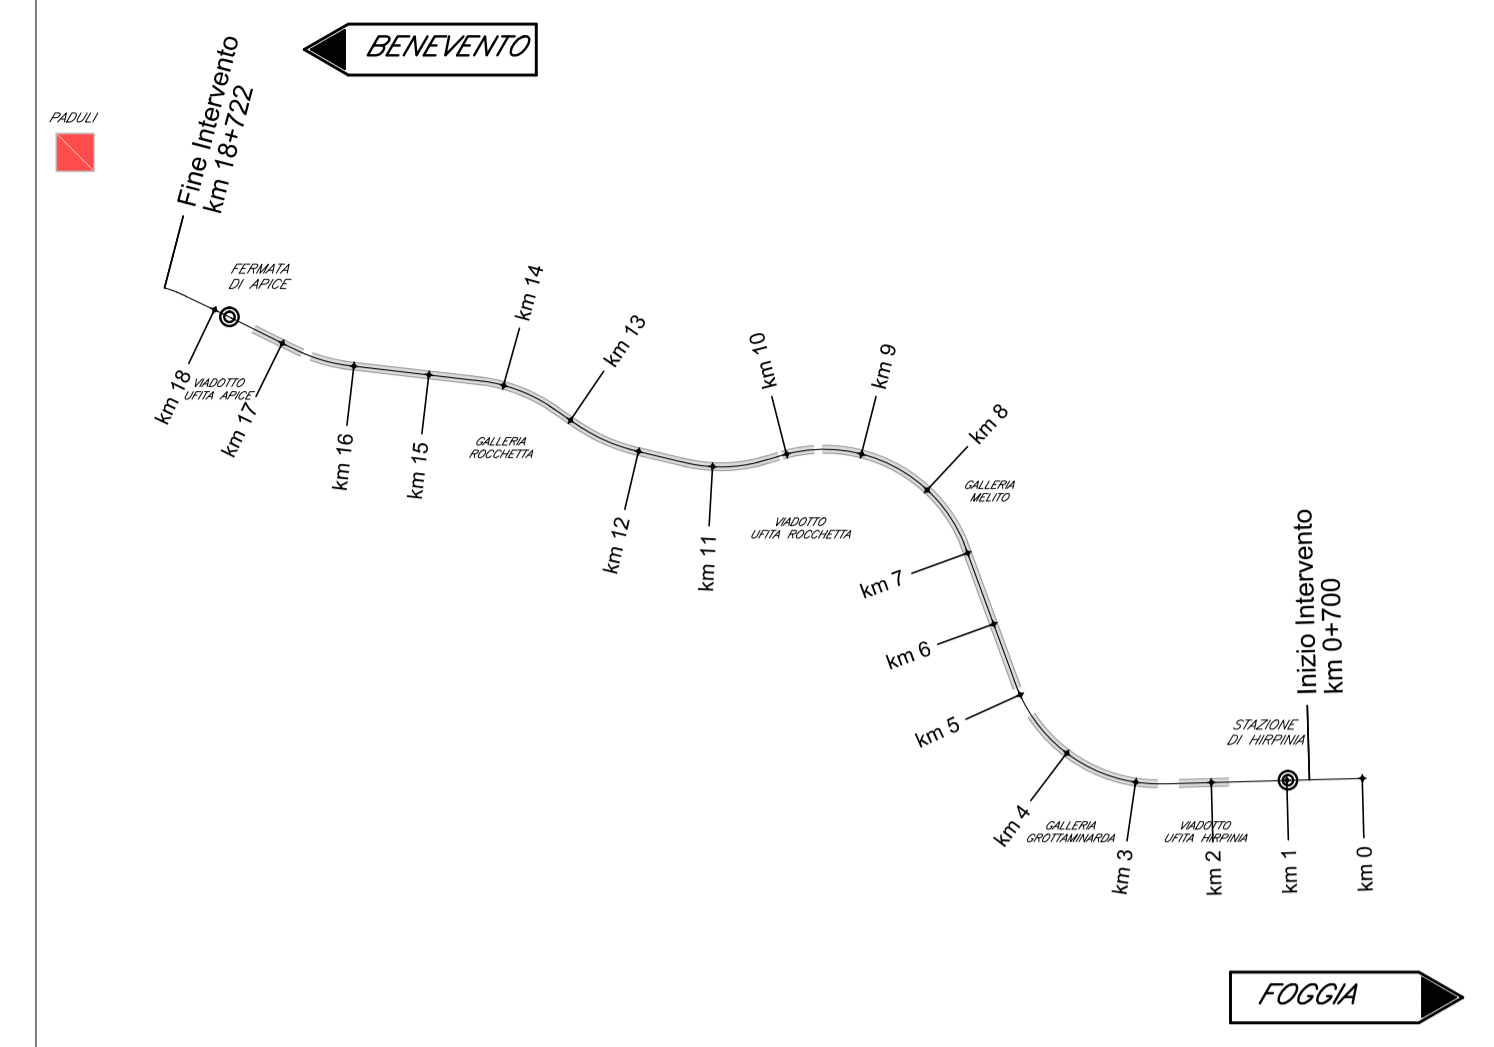 BENEVENTO
PADULI
Fine Intervento
km 18+722
FERMATA
DI APICE
km 18
VIADOTTO
UFITA APICE
km 17
km 16
km 15
km 14
GALLERIA
ROCCHETTA
km 13
km 12
km 11
km 10
VIADOTTO
UFITA ROCCHETTA
km 9
km 8
GALLERIA
MELITO
km 7
km 6
km 5
km 4
GALLERIA
GROTTAMINARDA
km 3
VIADOTTO
UFITA HIRPINIA
km 2
STAZIONE
DI HIRPINIA
km 1
Inizio Intervento
km 0+700
km 0
FOGGIA